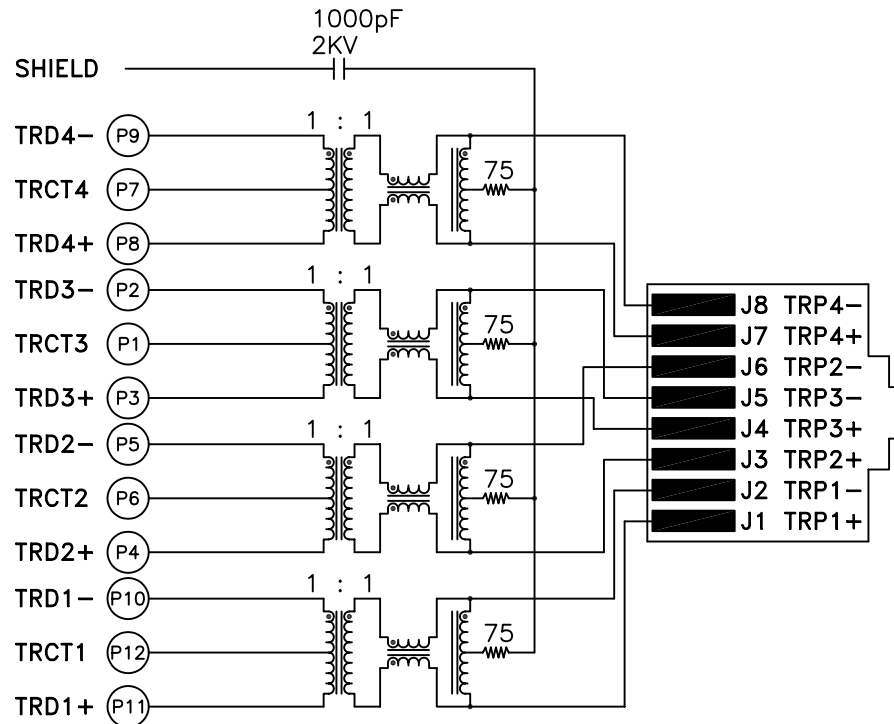 1000pF
2KV
SHIELD
1 : 1
TRD4- P9
75
TRCT4 P7
TRD4+ P8
1 : 1
TRD3- P2
75
TRCT3 P1
TRD3+ P3
1 : 1
TRD2- P5
75
TRCT2 P6
TRD2+ P4
1 : 1
TRD1- P10
75
TRCT1 P12
TRD1+ P11
J8 TRP4-
J7 TRP4+
J6 TRP2-
J5 TRP3-
J4 TRP3+
J3 TRP2+
J2 TRP1-
J1 TRP1+